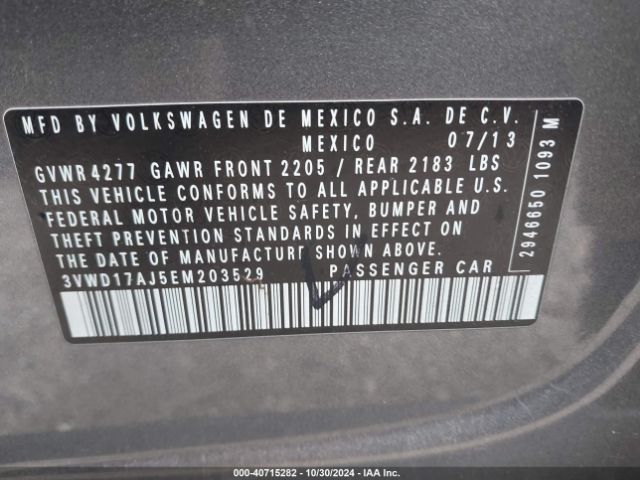 MFD BY VOLKSWAGEN DE MEXICO S.A. DE C.V.
MEXICO 07/13
GVWR 4277 GAWR FRONT 2205 / REAR 2183 LBS
THIS VEHICLE CONFORMS TO ALL APPLICABLE U.S.
FEDERAL MOTOR VEHICLE SAFETY, BUMPER AND
THEFT PREVENTION STANDARDS IN EFFECT ON
THE DATE OF MANUFACTURE SHOWN ABOVE.
3VWD17AJ5EM203529 PASSENGER CAR
2946650 1093 M
000-40715282 - 10/30/2024 - IAA Inc.